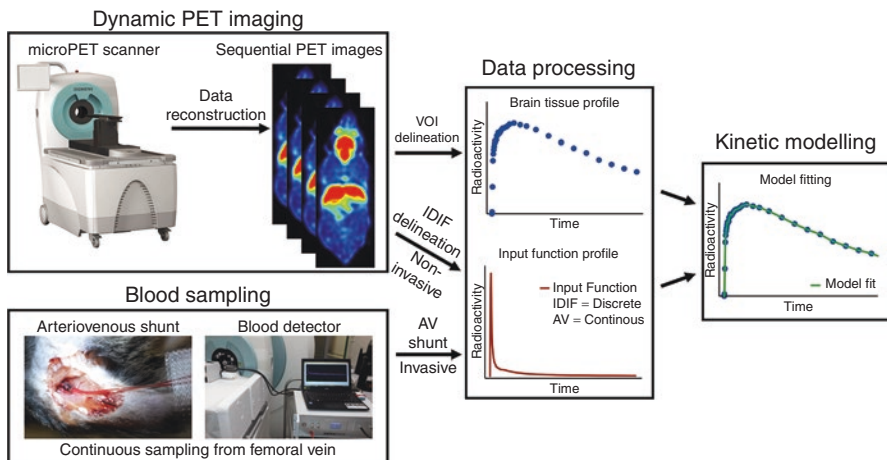 Dynamic PET imaging
microPET scanner
Sequential PET images
Data
reconstruction
VOI
delineation
IDIF
delineation
Non-
invasive
Blood sampling
Arteriovenous shunt
Blood detector
Continuous sampling from femoral vein
AV
shunt
Invasive
Data processing
Brain tissue profile
Radioactivity
Time
Input function profile
Radioactivity
Input Function
IDIF = Discrete
AV = Continous
Time
Kinetic modelling
Model fitting
Radioactivity
Model fit
Time